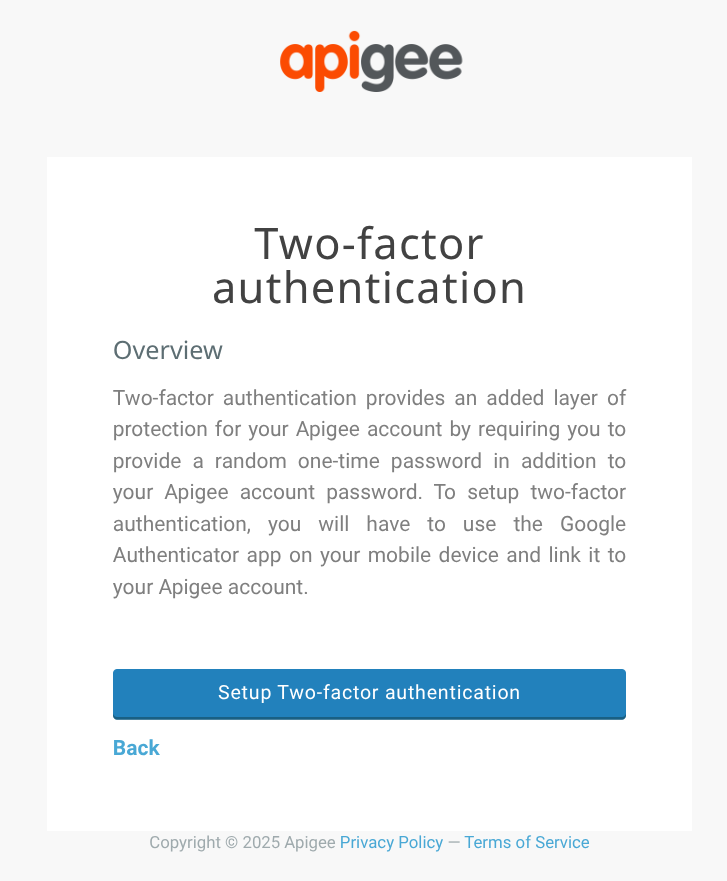 apigee
Two-factor
authentication
Overview
Two-factor authentication provides an added layer of
protection for your Apigee account by requiring you to
provide a random one-time password in addition to
your Apigee account password. To setup two-factor
authentication, you will have to use the Google
Authenticator app on your mobile device and link it to
your Apigee account.
Setup Two-factor authentication
Back
Copyright © 2025 Apigee Privacy Policy — Terms of Service